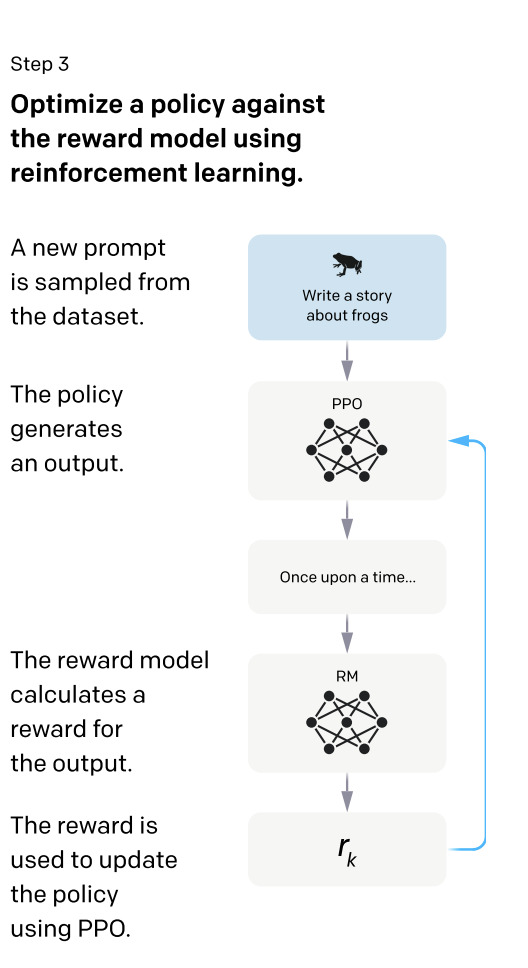 Step 3
Optimize a policy against
the reward model using
reinforcement learning.
A new prompt
is sampled from
the dataset.
Write a story
about frogs
The policy
generates
an output.
PPO
Once upon a time...
The reward model
calculates a
reward for
the output.
RM
The reward is
used to update
the policy
using PPO.
r_k